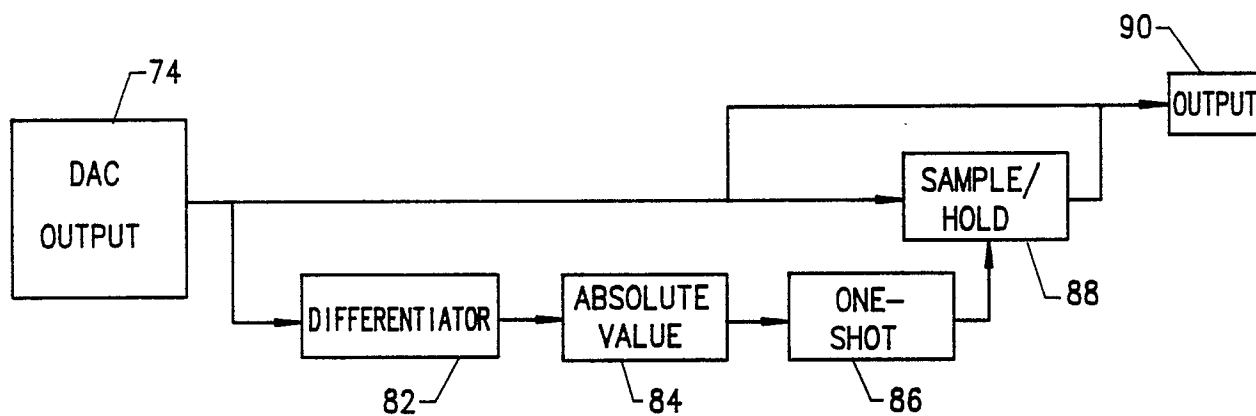 90
74
OUTPUT
DAC
OUTPUT
SAMPLE/
HOLD
88
DIFFERENTIATOR
ABSOLUTE
VALUE
ONE-
SHOT
82
84
86